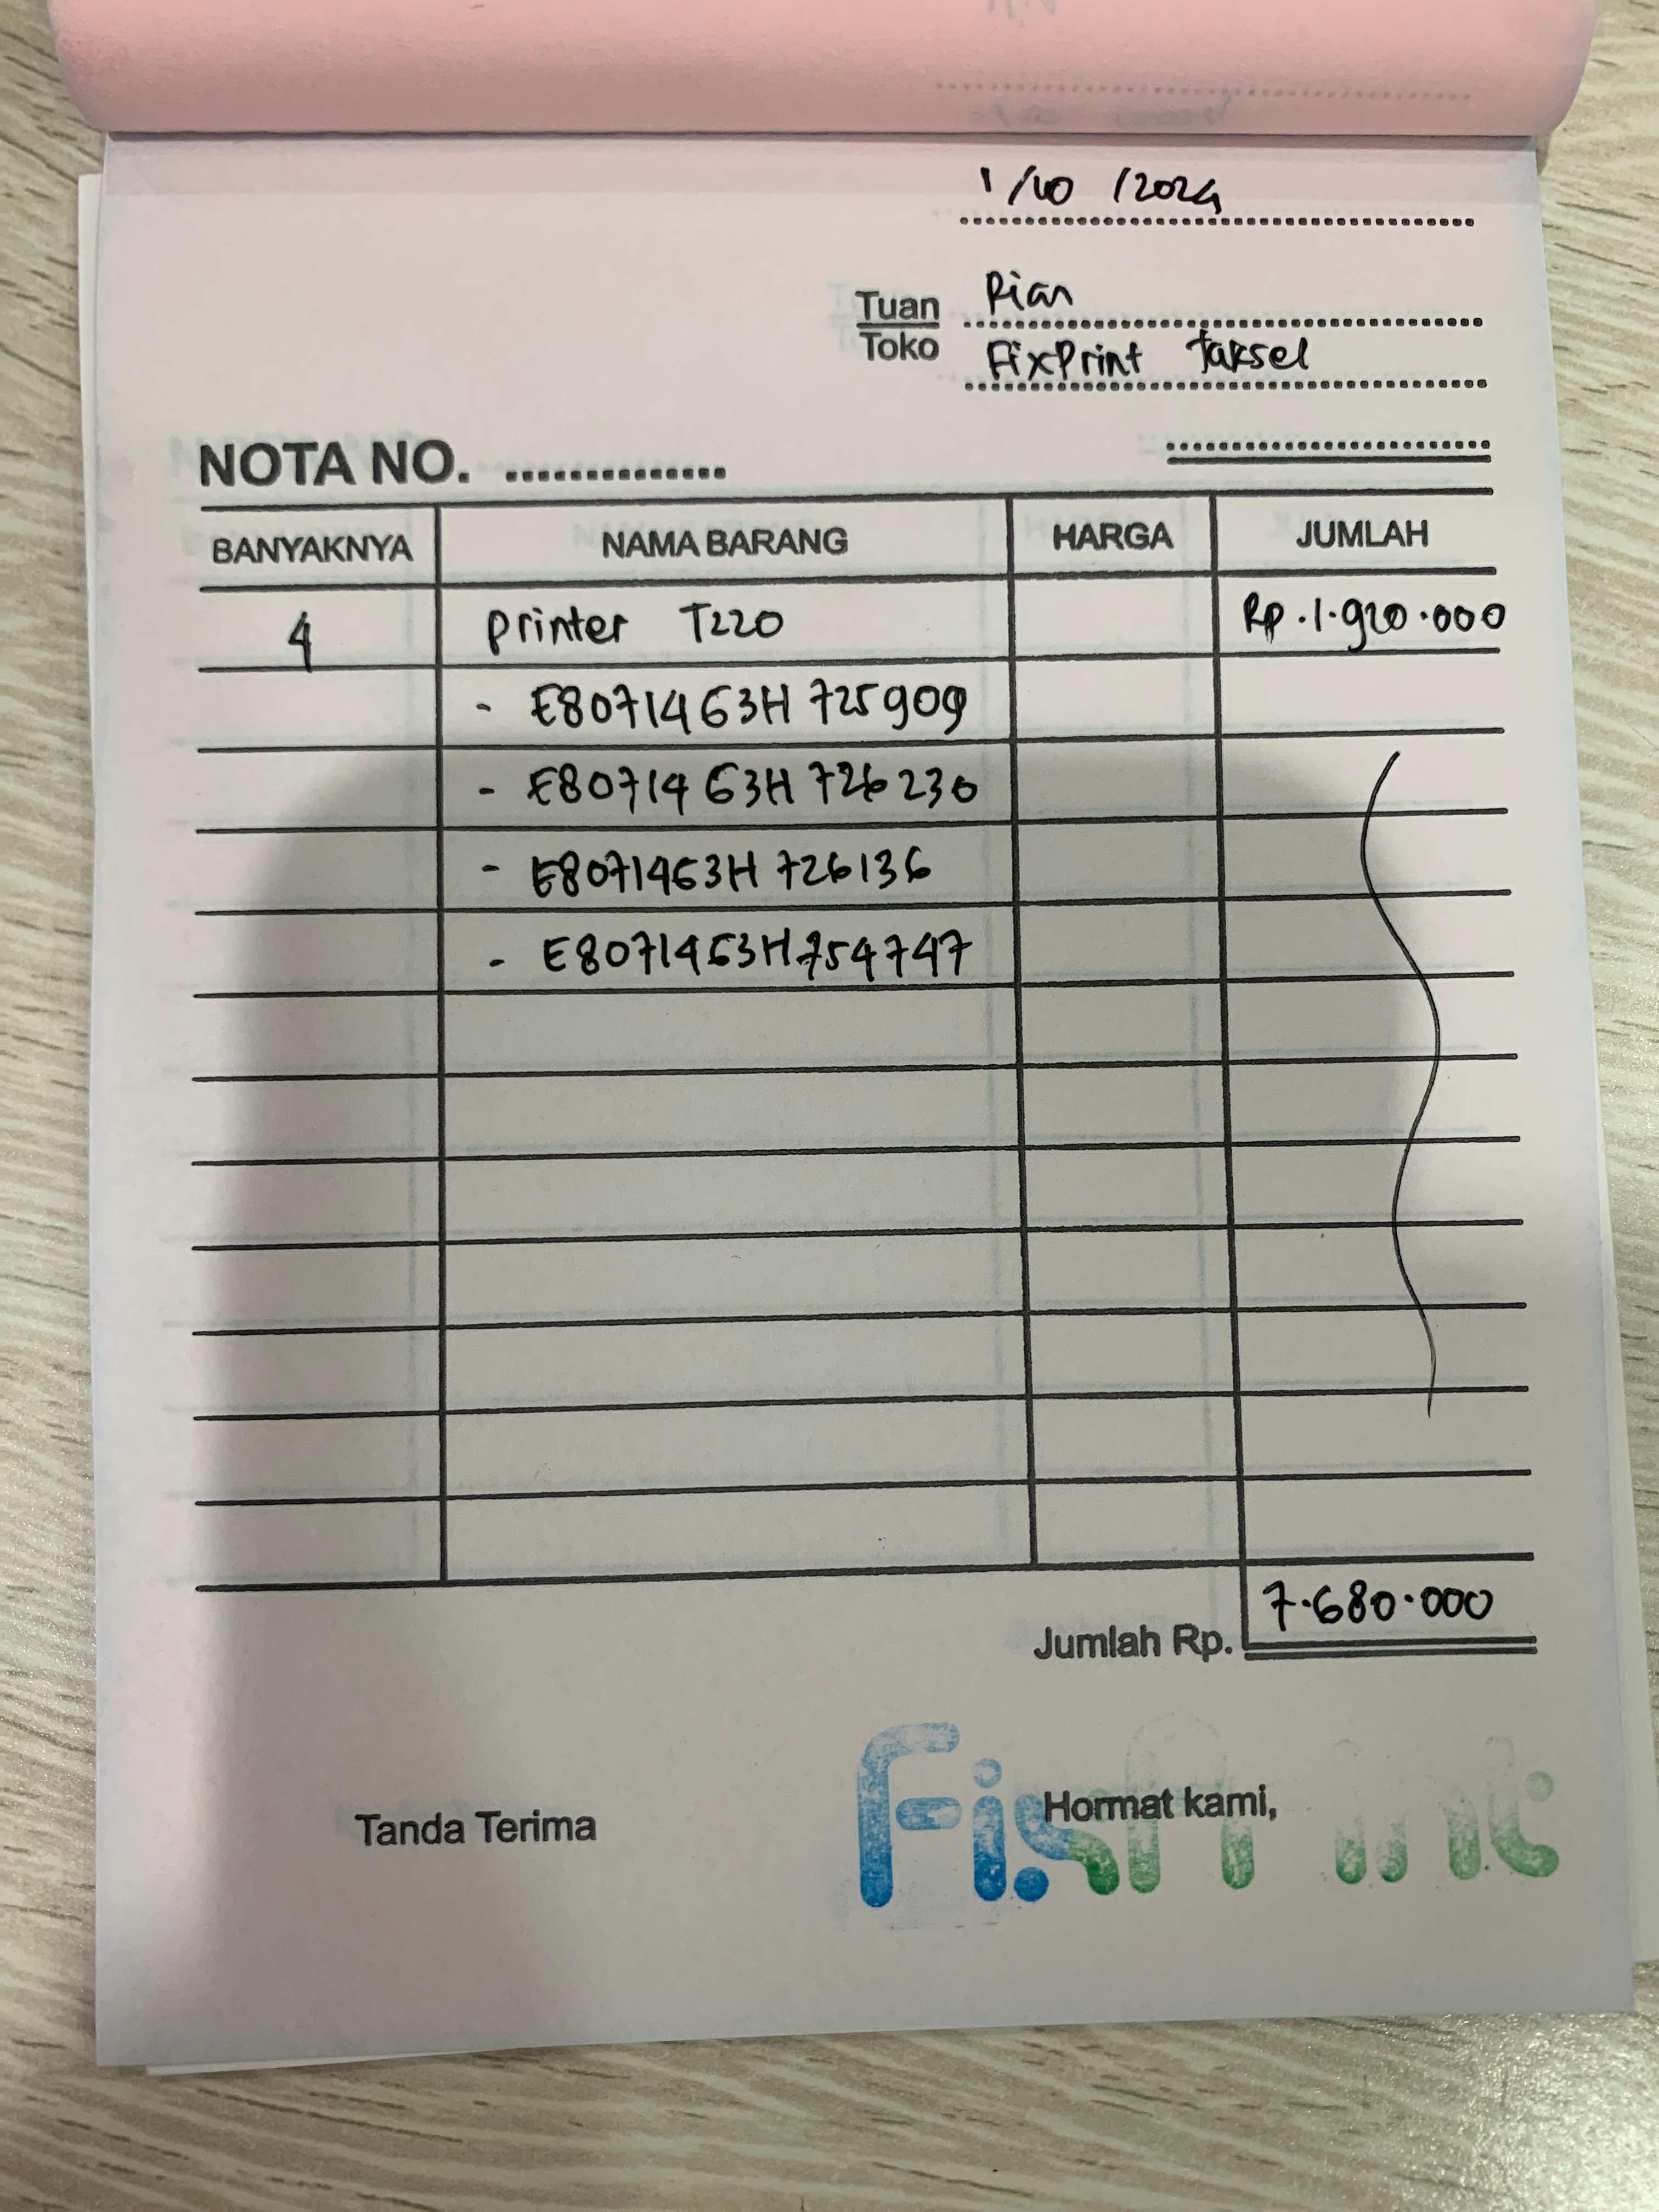 1/10/2024
Tuan Rian
Toko FixPrint Jaksel
NOTA NO. ..............
BANYAKNYA NAMA BARANG HARGA JUMLAH
4 Printer T220 Rp.1.920.000
- E8071463H725909
- E8071463H726230
- E8071463H726136
- E8071463H754747
Jumlah Rp. 7.680.000
Tanda Terima Hormat kami,